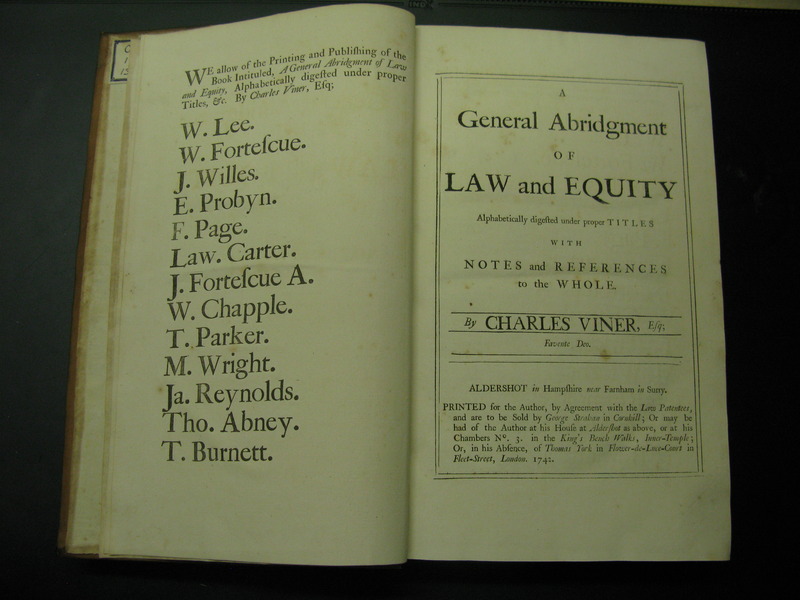 WE allow of the Printing and Publiſhing of the
Book Intituled, A General Abridgment of Law
and Equity, Alphabetically digeſted under proper
Titles, &c. By Charles Viner, Eſq;
W. Lee.
W. Forteſcue.
J. Willes.
E. Probyn.
F. Page.
Law. Carter.
J. Forteſcue A.
W. Chapple.
T. Parker.
M. Wright.
Ja. Reynolds.
Tho. Abney.
T. Burnett.
A
General Abridgment
OF
LAW and EQUITY
Alphabetically digeſted under proper TITLES
WITH
NOTES and REFERENCES
to the WHOLE.
By CHARLES VINER, Eſq;
Favente Deo.
ALDERSHOT in Hampſhire near Farnham in Surry.
PRINTED for the Author, by Agreement with the Law Patentees,
and are to be Sold by George Strahan in Cornhill; Or may be
had of the Author at his Houſe at Alderſhot as above, or at his
Chambers No. 3. in the King's Bench Walks, Inner-Temple;
Or, in his Abſence, of Thomas York in Flower-de-Luce-Court in
Fleet-Street, London. 1742.